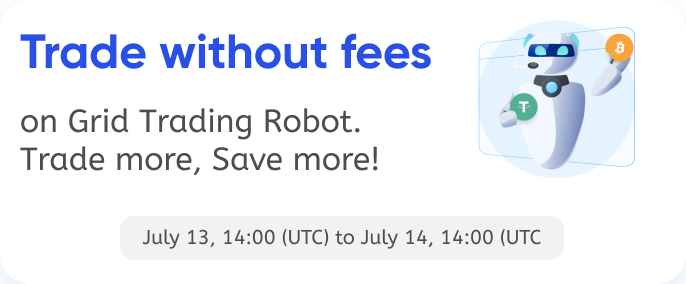 Trade without fees
on Grid Trading Robot.
Trade more, Save more!
July 13, 14:00 (UTC) to July 14, 14:00 (UTC